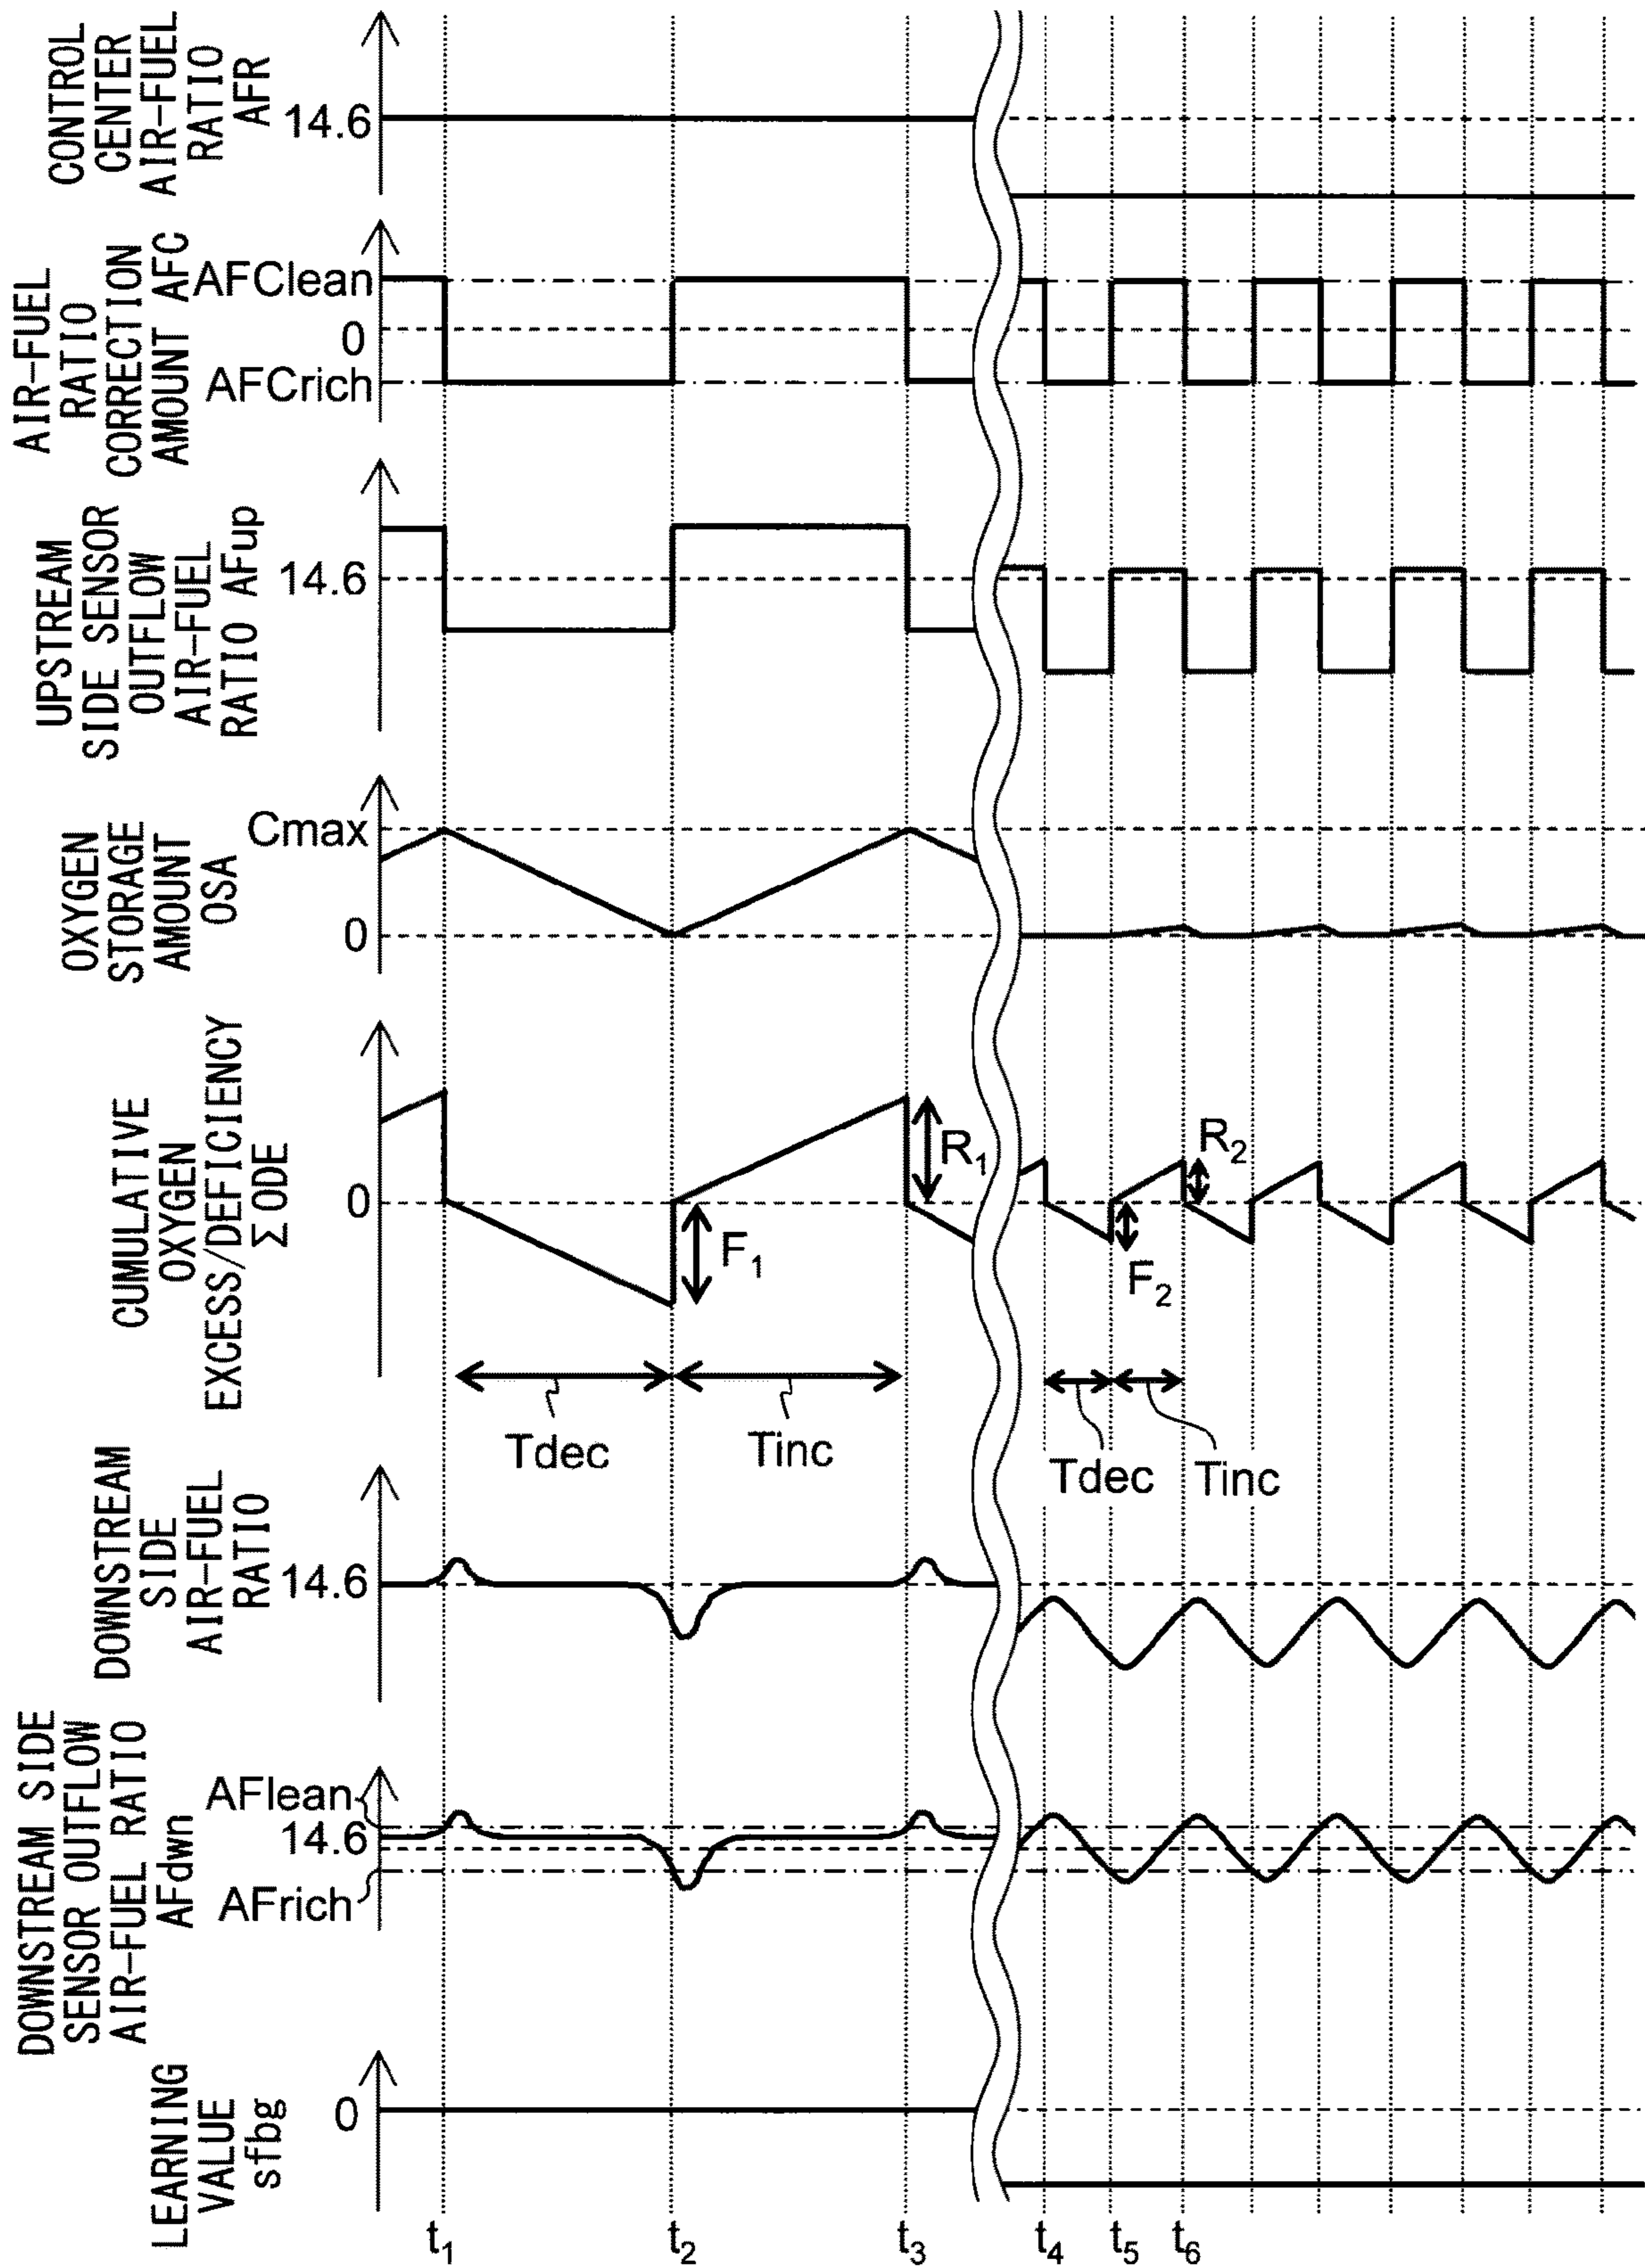 CONTROL
CENTER
AIR-FUEL
RATIO
AFR
14.6
AIR-FUEL
RATIO
CORRECTION
AMOUNT AFC
AFClean
0
AFCrich
UPSTREAM
SIDE SENSOR
OUTFLOW
AIR-FUEL
RATIO AFup
14.6
OXYGEN
STORAGE
AMOUNT
OSA
Cmax
0
CUMULATIVE
OXYGEN
EXCESS/DEFICIENCY
ΣODE
0
F₁
R₁
F₂
R₂
Tdec
Tinc
Tdec
Tinc
DOWNSTREAM
SIDE
AIR-FUEL
RATIO
14.6
DOWNSTREAM SIDE
SENSOR OUTFLOW
AIR-FUEL RATIO
AFdwn
AFlean
14.6
AFrich
LEARNING
VALUE
sfbg
0
t₁
t₂
t₃
t₄
t₅
t₆